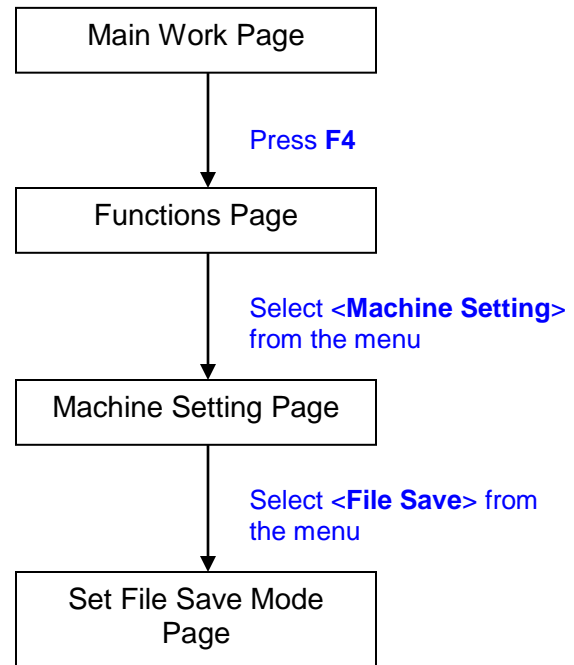 Main Work Page
Press F4
Functions Page
Select <Machine Setting>
from the menu
Machine Setting Page
Select <File Save> from
the menu
Set File Save Mode
Page